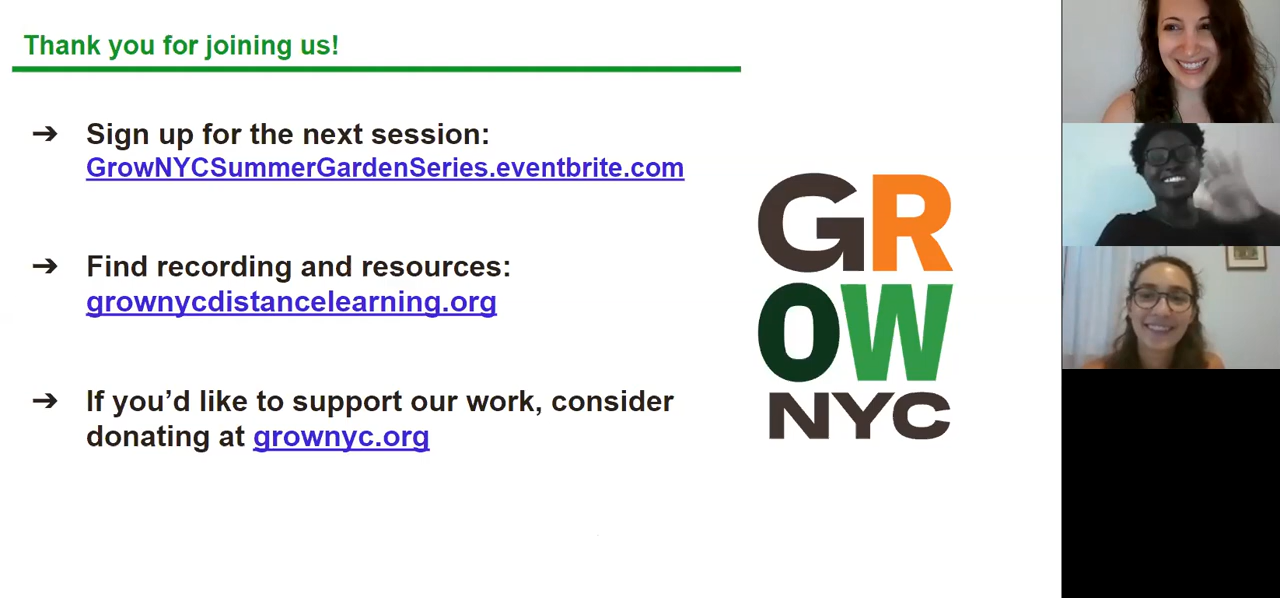 Thank you for joining us!
➔ Sign up for the next session:
GrowNYCSummerGardenSeries.eventbrite.com
➔ Find recording and resources:
grownycdistancelearning.org
➔ If you’d like to support our work, consider
donating at grownyc.org
GR
OW
NYC